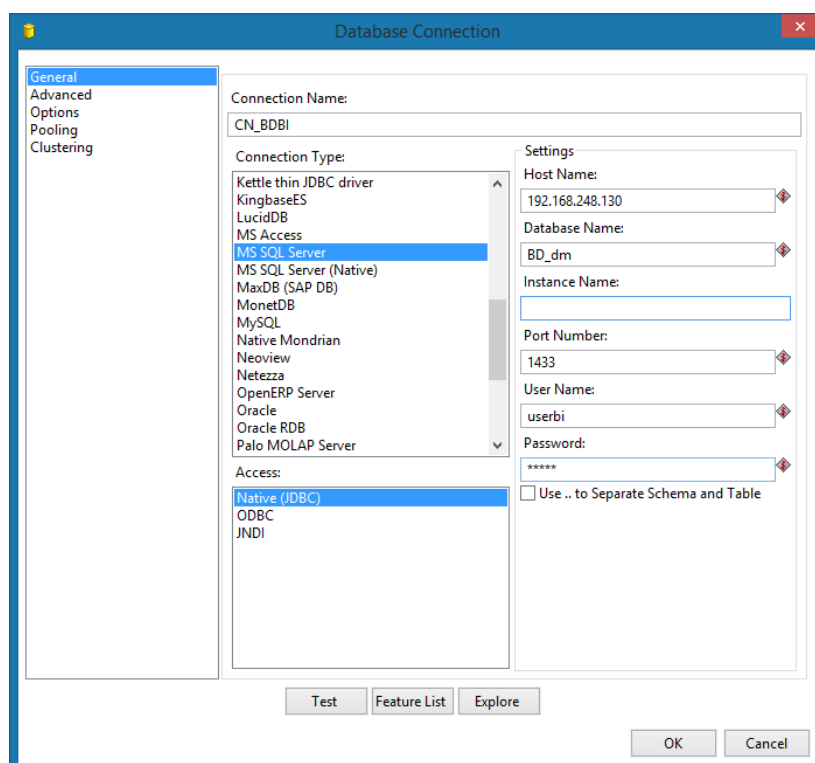 Database Connection
General
Advanced
Options
Pooling
Clustering
Connection Name:
CN_BDBI
Connection Type:
Kettle thin JDBC driver
KingbaseES
LucidDB
MS Access
MS SQL Server
MS SQL Server (Native)
MaxDB (SAP DB)
MonetDB
MySQL
Native Mondrian
Neoview
Netezza
OpenERP Server
Oracle
Oracle RDB
Palo MOLAP Server
Access:
Native (JDBC)
ODBC
JNDI
Settings
Host Name:
192.168.248.130
Database Name:
BD_dm
Instance Name:
Port Number:
1433
User Name:
userbi
Password:
*****
Use .. to Separate Schema and Table
Test
Feature List
Explore
OK
Cancel